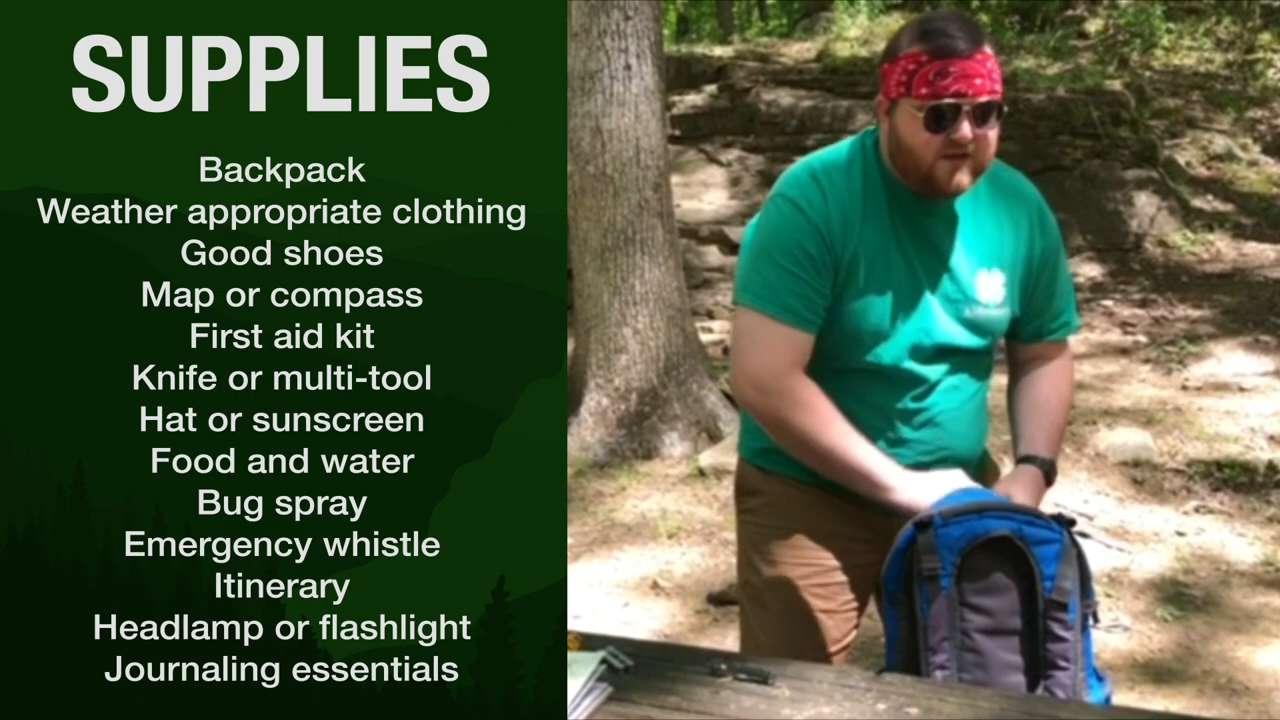 SUPPLIES
Backpack
Weather appropriate clothing
Good shoes
Map or compass
First aid kit
Knife or multi-tool
Hat or sunscreen
Food and water
Bug spray
Emergency whistle
Itinerary
Headlamp or flashlight
Journaling essentials